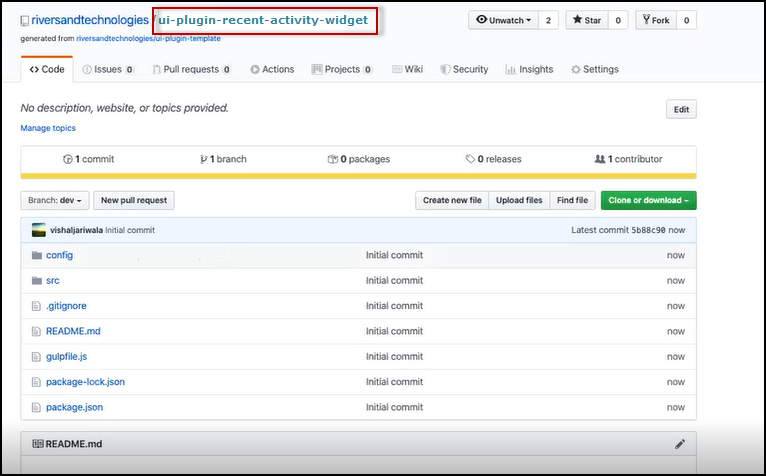 riversandtechnologies / ui-plugin-recent-activity-widget Unwatch 2 Star 0 Fork 0
generated from riversandtechnologies/ui-plugin-template
<> Code Issues 0 Pull requests 0 Actions Projects 0 Wiki Security Insights Settings
No description, website, or topics provided. Edit
Manage topics
1 commit 1 branch 0 packages 0 releases 1 contributor
Branch: dev New pull request Create new file Upload files Find file Clone or download
vishaljariwala Initial commit Latest commit 5b88c90 now
config Initial commit now
src Initial commit now
.gitignore Initial commit now
README.md Initial commit now
gulpfile.js Initial commit now
package-lock.json Initial commit now
package.json Initial commit now
README.md